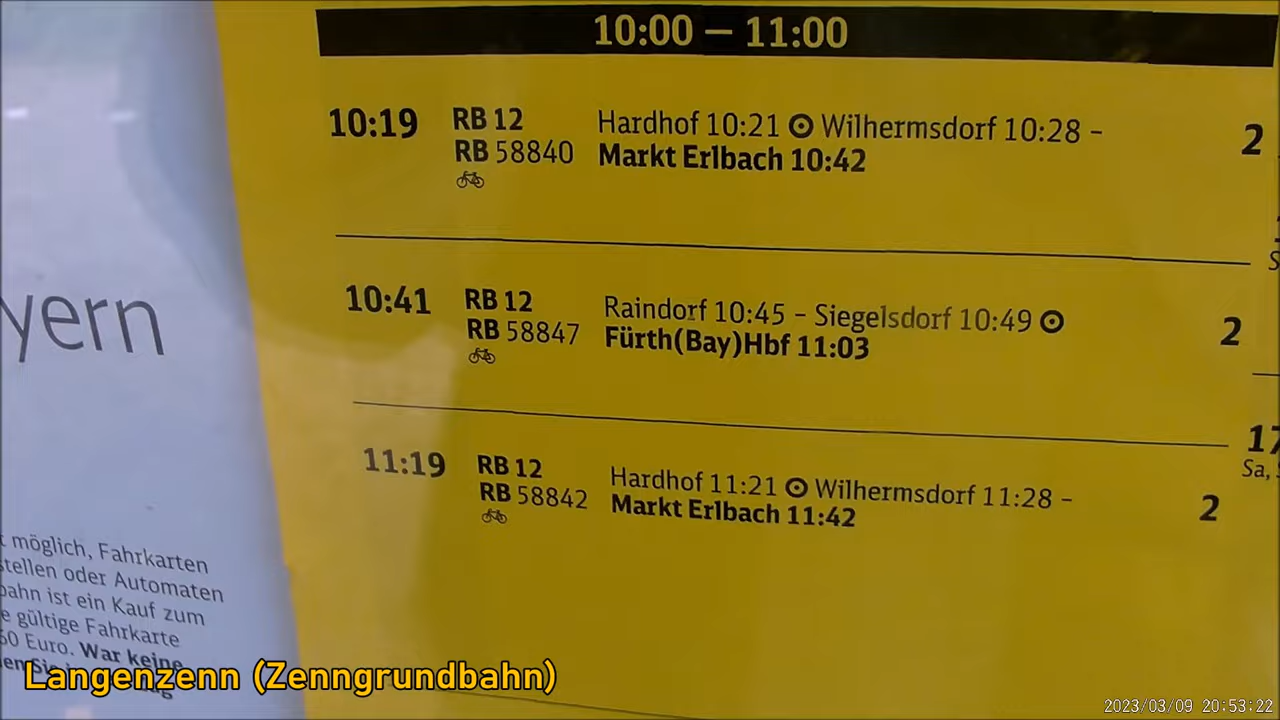 10:00 — 11:00
10:19 RB 12 Hardhof 10:21 ⊙ Wilhermsdorf 10:28 – 2
RB 58840 Markt Erlbach 10:42
10:41 RB 12 Raindorf 10:45 – Siegelsdorf 10:49 ⊙ 2
RB 58847 Fürth(Bay)Hbf 11:03
11:19 RB 12 Hardhof 11:21 ⊙ Wilhermsdorf 11:28 – 2
RB 58842 Markt Erlbach 11:42
17
Sa,
yern
möglich, Fahrkarten
stellen oder Automaten
bahn ist ein Kauf zum
e gültige Fahrkarte
60 Euro. War keine
Langenzenn (Zenngrundbahn)
2023/03/09 20:53:22